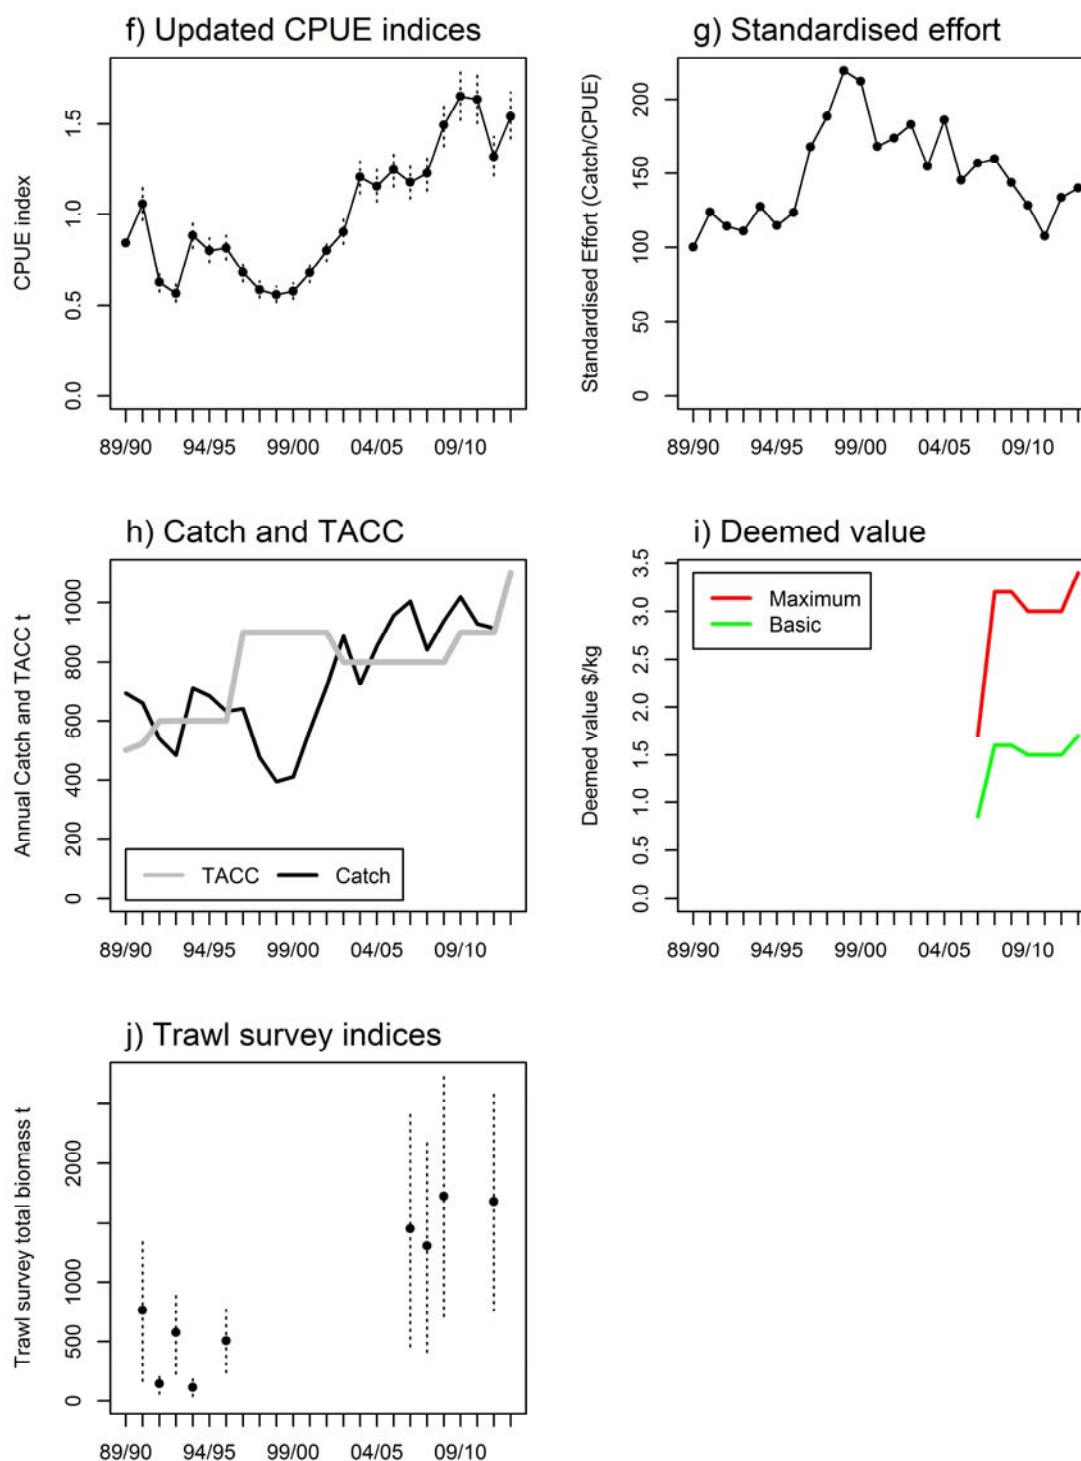 f) Updated CPUE indices
CPUE index
0.0
0.5
1.0
1.5
89/90 94/95 99/00 04/05 09/10
g) Standardised effort
Standardised Effort (Catch/CPUE)
0
50
100
150
200
89/90 94/95 99/00 04/05 09/10
h) Catch and TACC
Annual Catch and TACC t
0
200
400
600
800
1000
TACC Catch
89/90 94/95 99/00 04/05 09/10
i) Deemed value
Deemed value $/kg
0.0
0.5
1.0
1.5
2.0
2.5
3.0
3.5
Maximum
Basic
89/90 94/95 99/00 04/05 09/10
j) Trawl survey indices
Trawl survey total biomass t
0
500
1000
2000
89/90 94/95 99/00 04/05 09/10